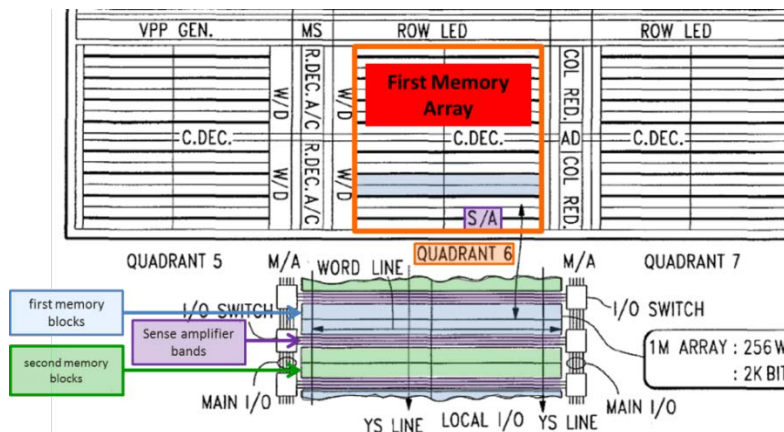 VPP GEN. MS ROW LED ROW LED
R.DEC. A/C
R.DEC. A/C
W/D
W/D
W/D
W/D
First Memory
Array
COL RED.
AD
COL RED.
C.DEC. C.DEC. C.DEC.
S/A
QUADRANT 5 M/A QUADRANT 6 M/A QUADRANT 7
WORD LINE
first memory
blocks
I/O SWITCH I/O SWITCH
Sense amplifier
bands
1M ARRAY : 256 W
: 2K BIT
second memory
blocks
MAIN I/O MAIN I/O
YS LINE LOCAL I/O YS LINE